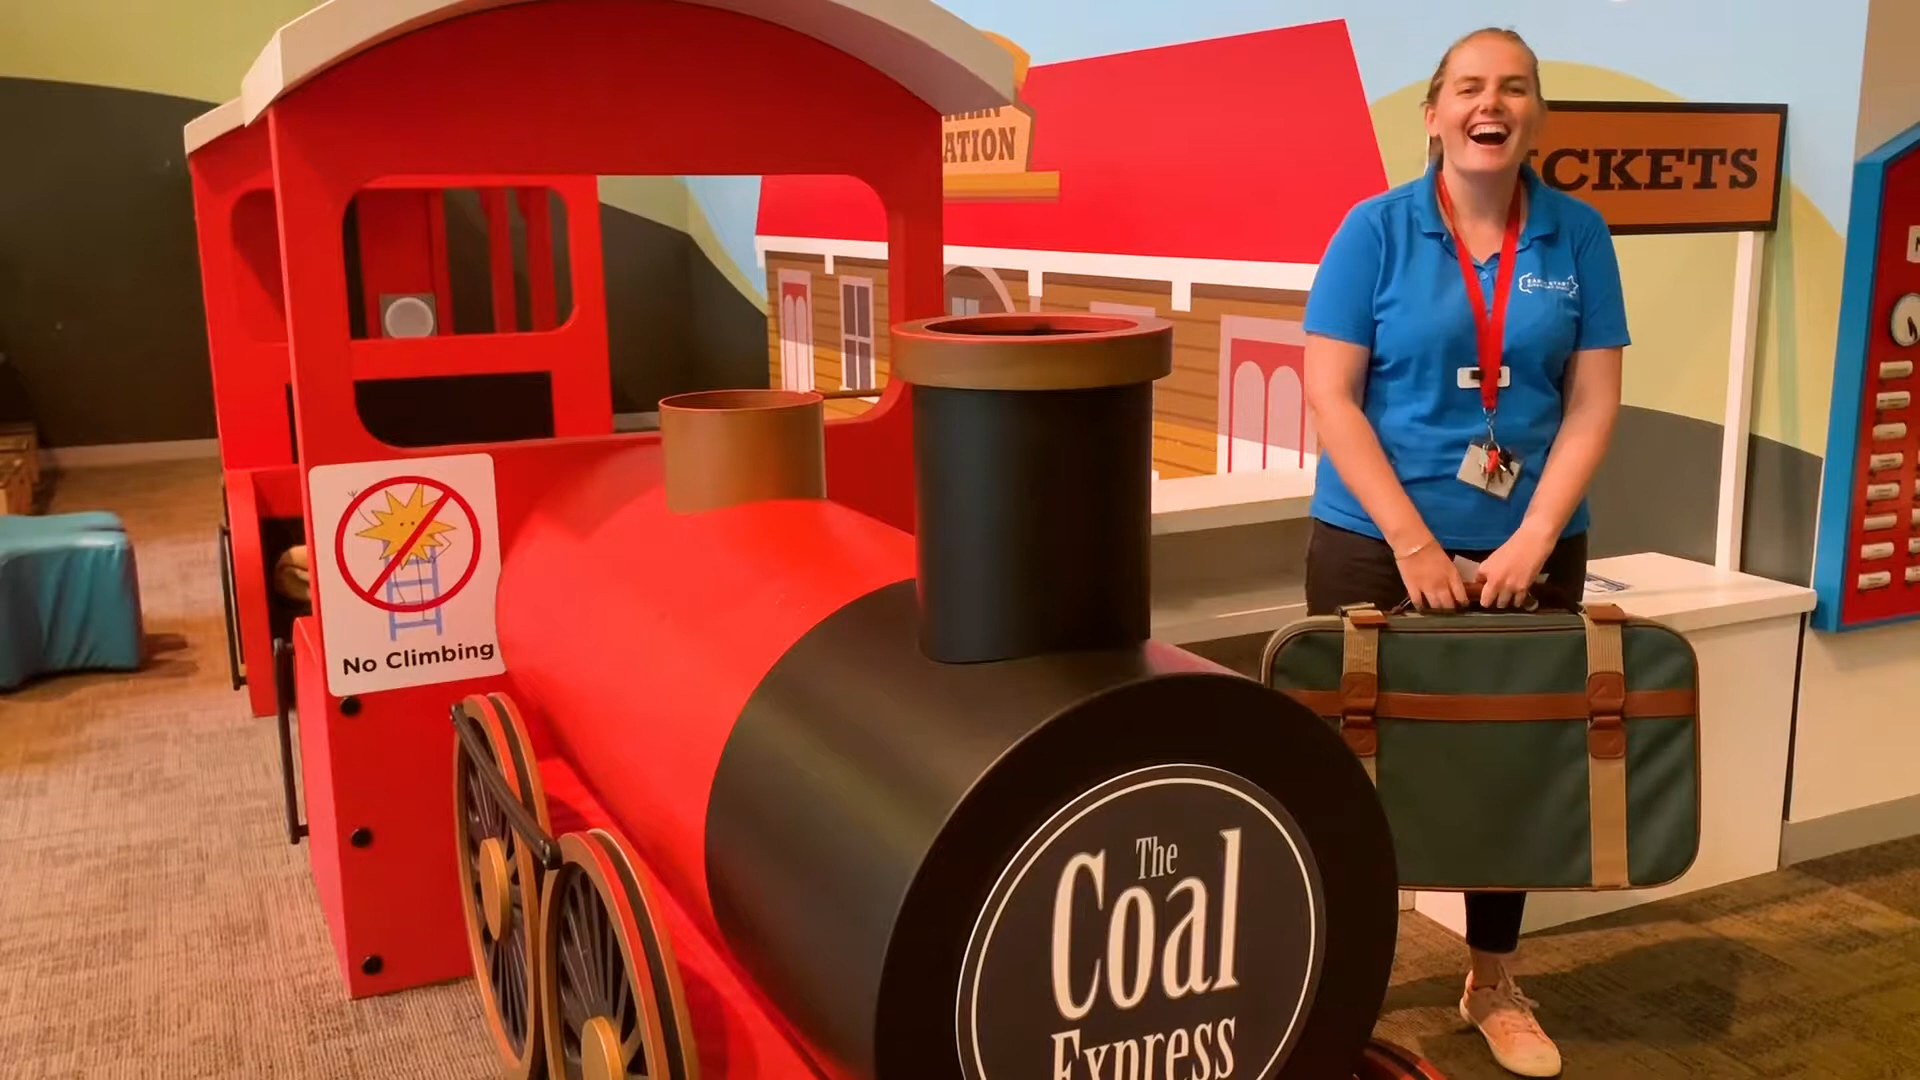 ATION
ICKETS
No Climbing
The
Coal
Express